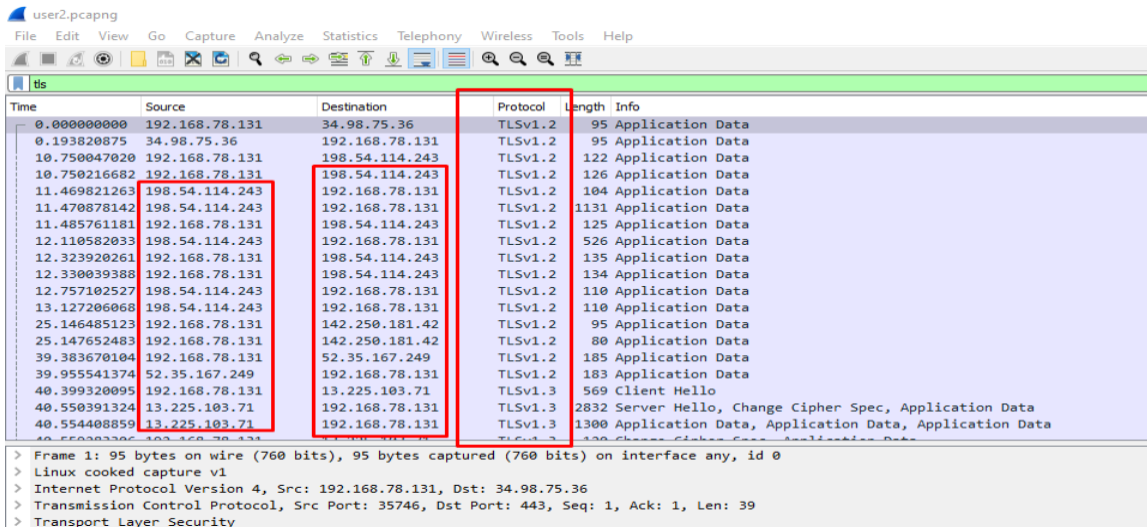 user2.pcapng
File Edit View Go Capture Analyze Statistics Telephony Wireless Tools Help
tls
Time Source Destination Protocol Length Info
0.000000000 192.168.78.131 34.98.75.36 TLSv1.2 95 Application Data
0.193820875 34.98.75.36 192.168.78.131 TLSv1.2 95 Application Data
10.750047020 192.168.78.131 198.54.114.243 TLSv1.2 122 Application Data
10.750216682 192.168.78.131 198.54.114.243 TLSv1.2 126 Application Data
11.469821263 198.54.114.243 192.168.78.131 TLSv1.2 104 Application Data
11.470878142 198.54.114.243 192.168.78.131 TLSv1.2 1131 Application Data
11.485761181 192.168.78.131 198.54.114.243 TLSv1.2 125 Application Data
12.110582033 198.54.114.243 192.168.78.131 TLSv1.2 526 Application Data
12.323920261 192.168.78.131 198.54.114.243 TLSv1.2 135 Application Data
12.330039388 192.168.78.131 198.54.114.243 TLSv1.2 134 Application Data
12.757102527 198.54.114.243 192.168.78.131 TLSv1.2 110 Application Data
13.127206068 198.54.114.243 192.168.78.131 TLSv1.2 110 Application Data
25.146485123 192.168.78.131 142.250.181.42 TLSv1.2 95 Application Data
25.147652483 192.168.78.131 142.250.181.42 TLSv1.2 80 Application Data
39.383670104 192.168.78.131 52.35.167.249 TLSv1.2 185 Application Data
39.955541374 52.35.167.249 192.168.78.131 TLSv1.2 183 Application Data
40.399320095 192.168.78.131 13.225.103.71 TLSv1.3 569 Client Hello
40.550391324 13.225.103.71 192.168.78.131 TLSv1.3 2832 Server Hello, Change Cipher Spec, Application Data
40.554408859 13.225.103.71 192.168.78.131 TLSv1.3 1300 Application Data, Application Data, Application Data
> Frame 1: 95 bytes on wire (760 bits), 95 bytes captured (760 bits) on interface any, id 0
> Linux cooked capture v1
> Internet Protocol Version 4, Src: 192.168.78.131, Dst: 34.98.75.36
> Transmission Control Protocol, Src Port: 35746, Dst Port: 443, Seq: 1, Ack: 1, Len: 39
> Transport Layer Security